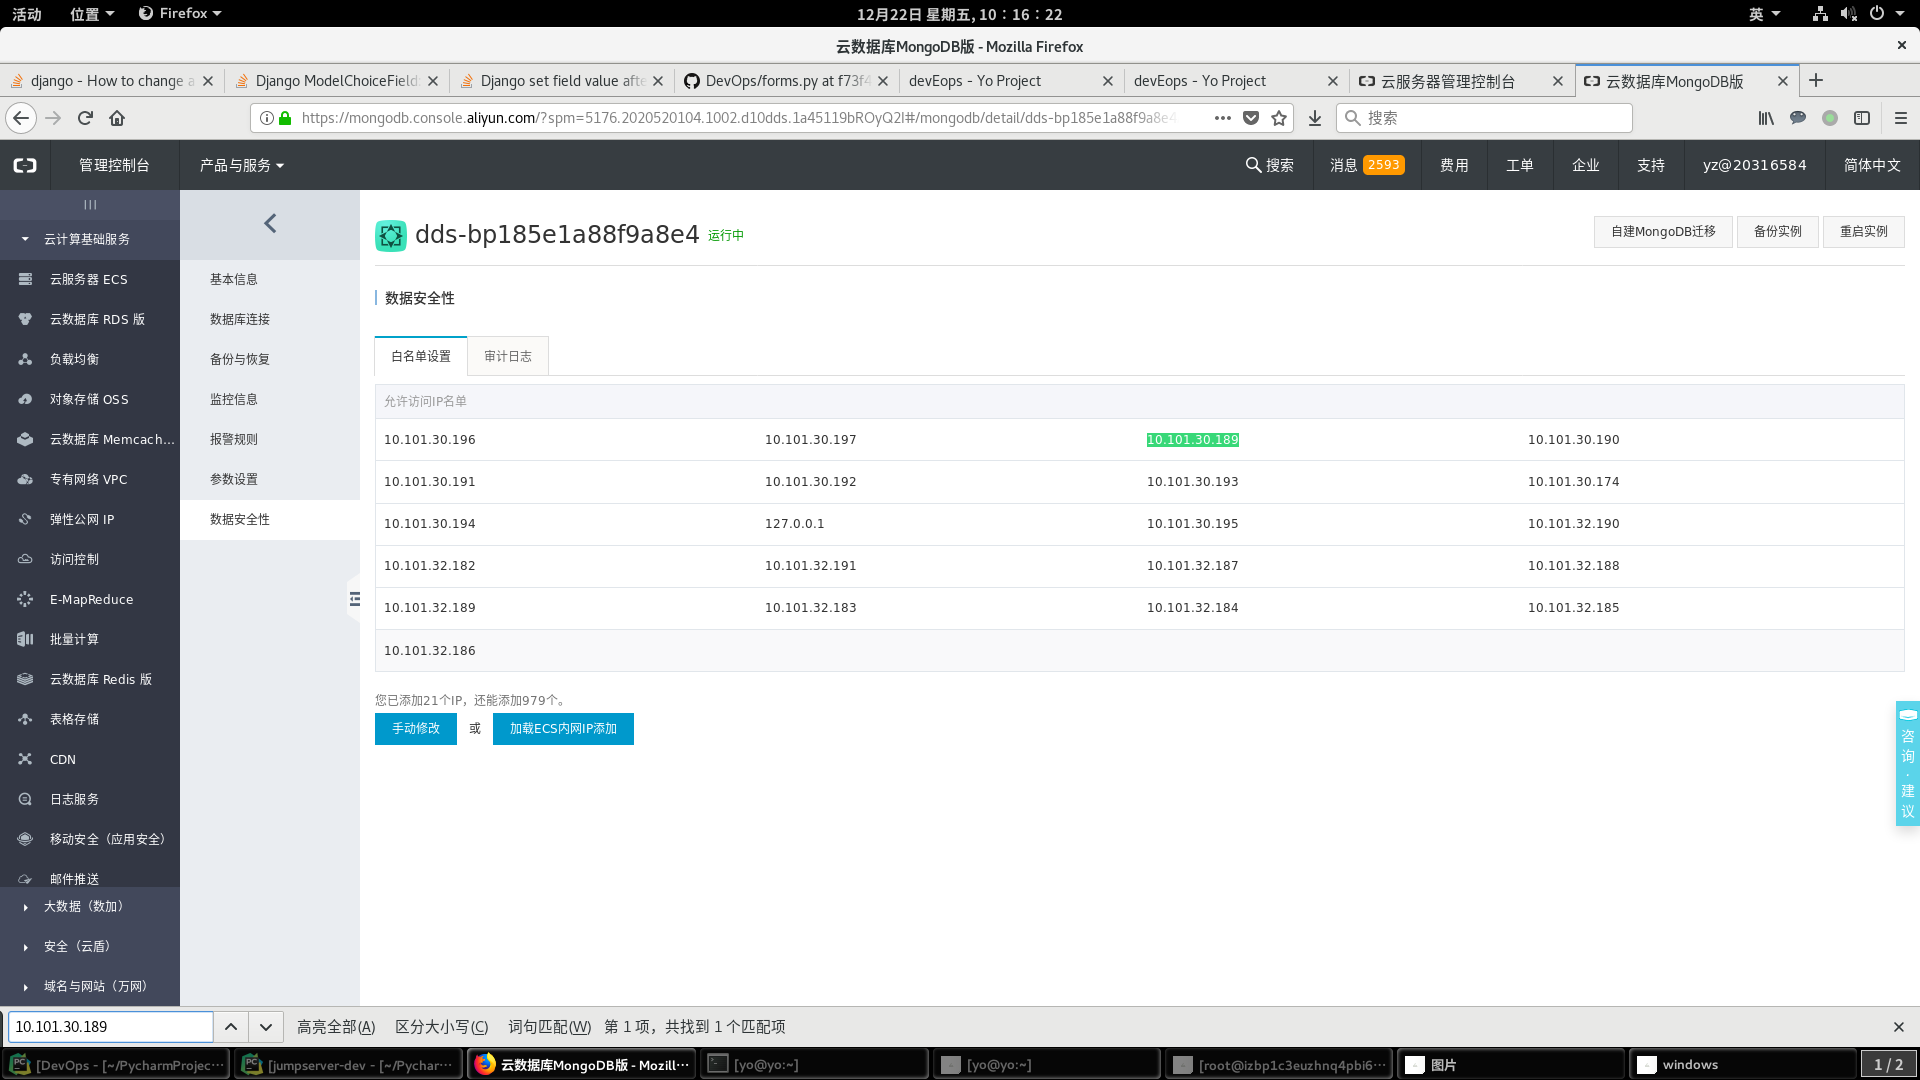 活动 位置 Firefox 12月22日 星期五, 10：16：22 英
云数据库MongoDB版 - Mozilla Firefox
django - How to change a Django ModelChoiceField Django set field value afte DevOps/forms.py at f73f4 devEops - Yo Project devEops - Yo Project 云服务器管理控制台 云数据库MongoDB版
https://mongodb.console.aliyun.com/?spm=5176.2020520104.1002.d10dds.1a45119bROyQ2I#/mongodb/detail/dds-bp185e1a88f9a8e4 搜索
管理控制台 产品与服务 搜索 消息 2593 费用 工单 企业 支持 yz@20316584 简体中文
云计算基础服务
云服务器 ECS
云数据库 RDS 版
负载均衡
对象存储 OSS
云数据库 Memcach...
专有网络 VPC
弹性公网 IP
访问控制
E-MapReduce
批量计算
云数据库 Redis 版
表格存储
CDN
日志服务
移动安全（应用安全）
邮件推送
大数据（数加）
安全（云盾）
域名与网站（万网）
基本信息
数据库连接
备份与恢复
监控信息
报警规则
参数设置
数据安全性
dds-bp185e1a88f9a8e4 运行中 自建MongoDB迁移 备份实例 重启实例
数据安全性
白名单设置 审计日志
允许访问IP名单
10.101.30.196 10.101.30.197 10.101.30.189 10.101.30.190
10.101.30.191 10.101.30.192 10.101.30.193 10.101.30.174
10.101.30.194 127.0.0.1 10.101.30.195 10.101.32.190
10.101.32.182 10.101.32.191 10.101.32.187 10.101.32.188
10.101.32.189 10.101.32.183 10.101.32.184 10.101.32.185
10.101.32.186
您已添加21个IP，还能添加979个。
手动修改 或 加载ECS内网IP添加
咨询·建议
10.101.30.189 高亮全部(A) 区分大小写(C) 词句匹配(W) 第 1 项，共找到 1 个匹配项
[DevOps - [~/PycharmProjec··· [jumpserver-dev - [~/Pychar··· 云数据库MongoDB版 - Mozill··· [yo@yo:~] [yo@yo:~] [root@izbp1c3euzhnq4pbi6··· 图片 windows 1 / 2